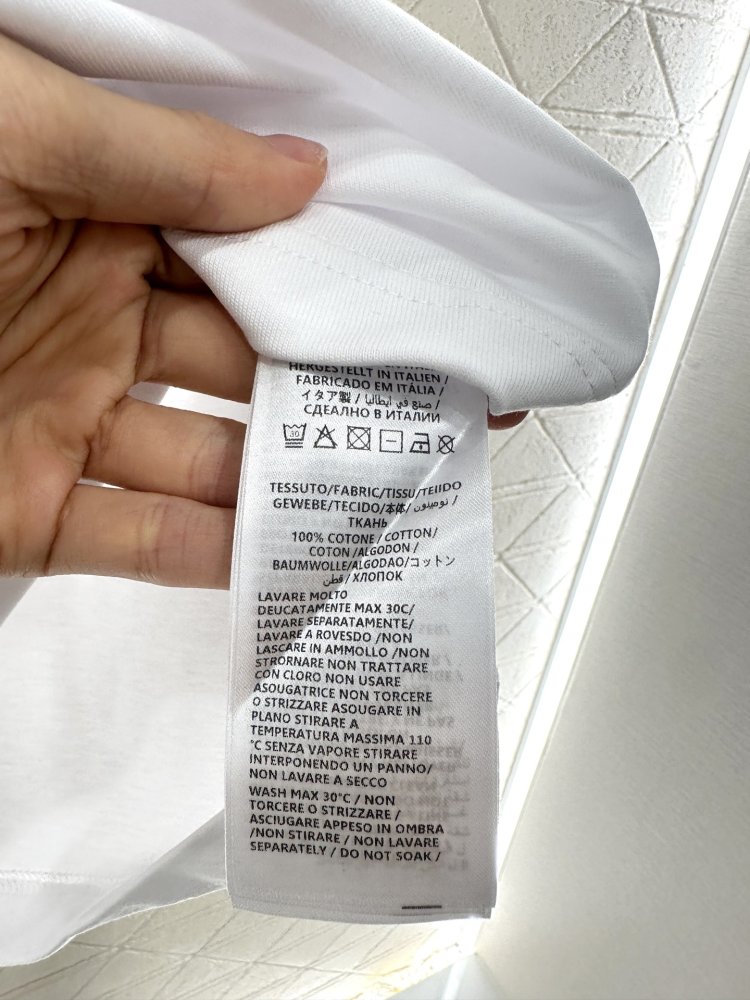 HERGESTELLT IN ITALIEN /
FABRICADO EM ITÁLIA /
イタア製 / صنع في ايطاليا /
СДЕАЛНО В ИТАЛИИ
30
TESSUTO/FABRIC/TISSU/TEIIDO
GEWEBE/TECIDO/本体/ نومينون /
ТКАНЬ
100% COTONE / COTTON/
COTON /ALGODON /
BAUMWOLLE/ALGODAO/コットン
قطن / ХЛОПОК
LAVARE MOLTO
DEUCATAMENTE MAX 30C/
LAVARE SEPARATAMENTE/
LAVARE A ROVESDO /NON
LASCARE IN AMMOLLO /NON
STRORNARE NON TRATTARE
CON CLORO NON USARE
ASOUGATRICE NON TORCERE
O STRIZZARE ASOUGARE IN
PLANO STIRARE A
TEMPERATURA MASSIMA 110
°C SENZA VAPORE STIRARE
INTERPONENDO UN PANNO/
NON LAVARE A SECCO
WASH MAX 30°C / NON
TORCERE O STRIZZARE /
ASCIUGARE APPESO IN OMBRA
/NON STIRARE / NON LAVARE
SEPARATELY / DO NOT SOAK /